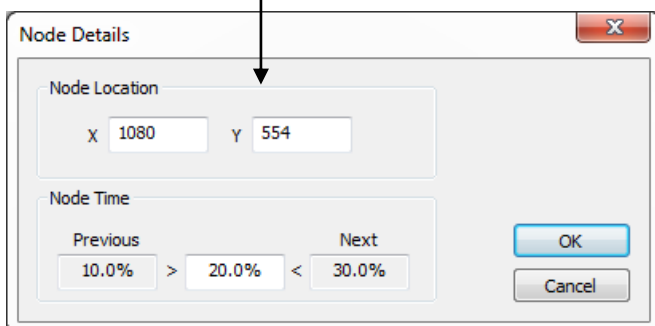 Node Details
Node Location
X 1080 Y 554
Node Time
Previous Next
10.0% > 20.0% < 30.0%
OK
Cancel